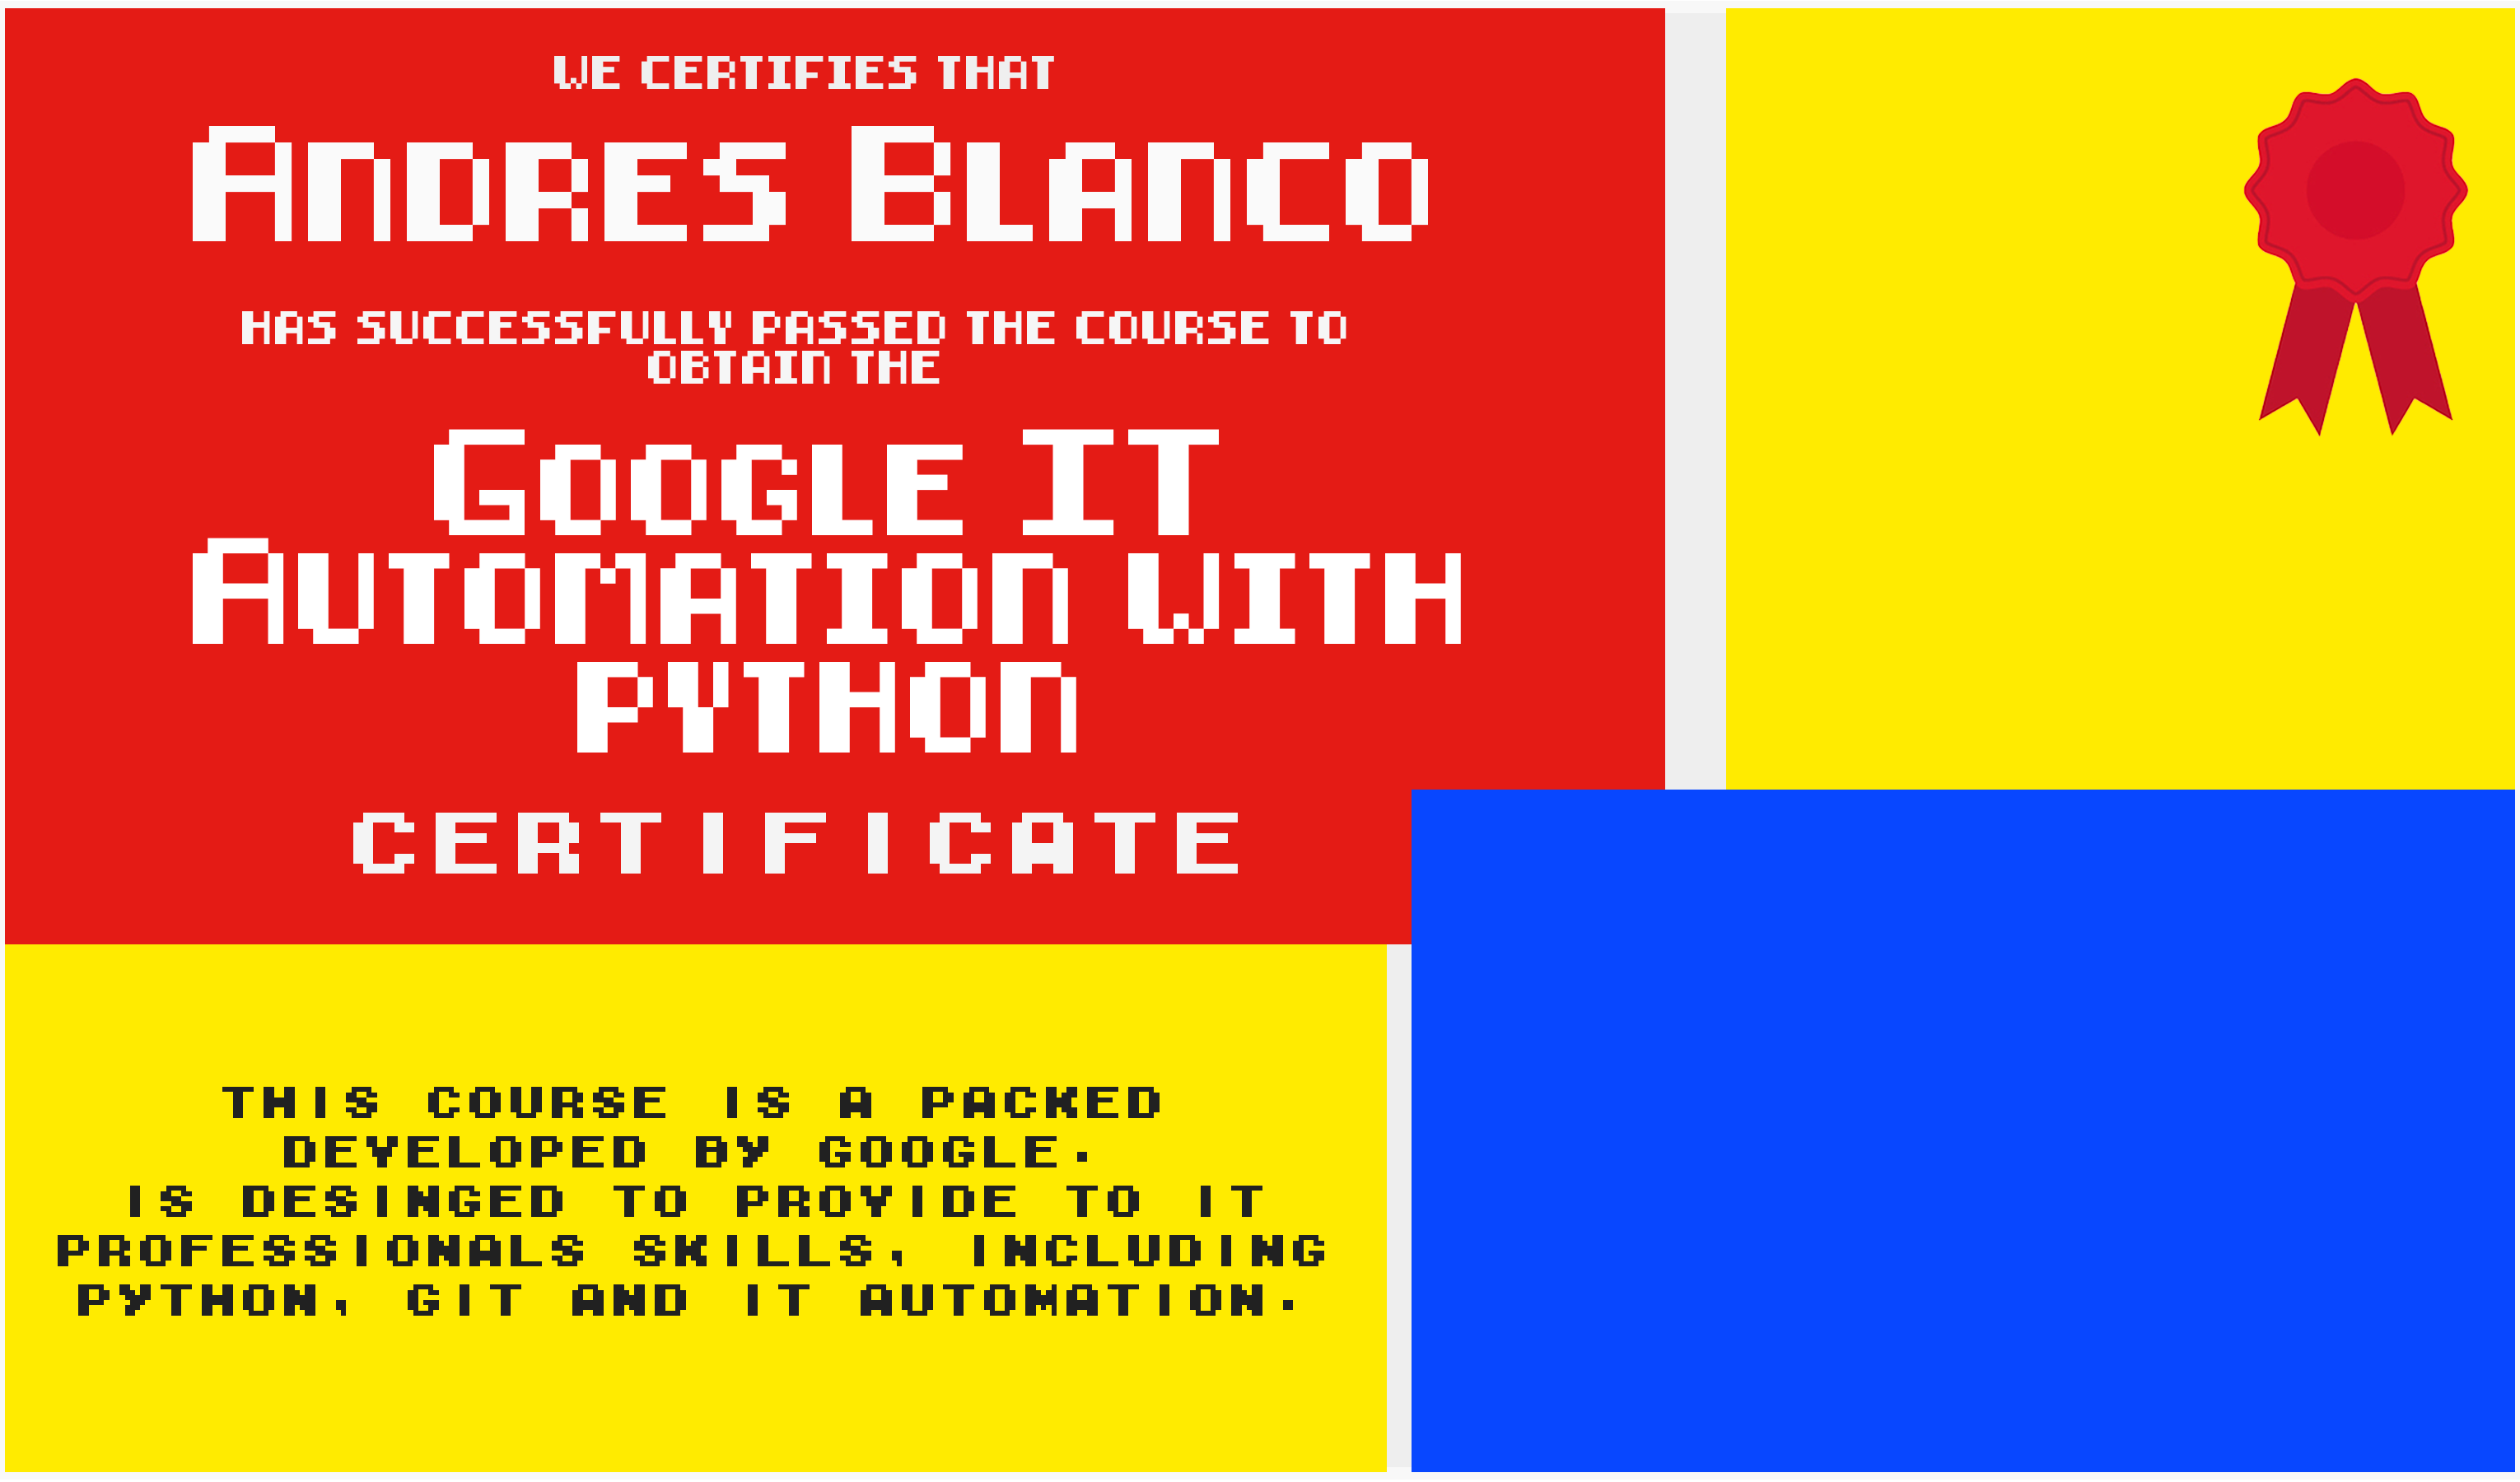 WE CERTIFIES THAT
ANDRES BLANCO
HAS SUCCESSFULLY PASSED THE COURSE TO
OBTAIN THE
GOOGLE IT
AUTOMATION WITH
PYTHON
CERTIFICATE
THIS COURSE IS A PACKED
DEVELOPED BY GOOGLE.
IS DESINGED TO PROVIDE TO IT
PROFESSIONALS SKILLS, INCLUDING
PYTHON, GIT AND IT AUTOMATION.